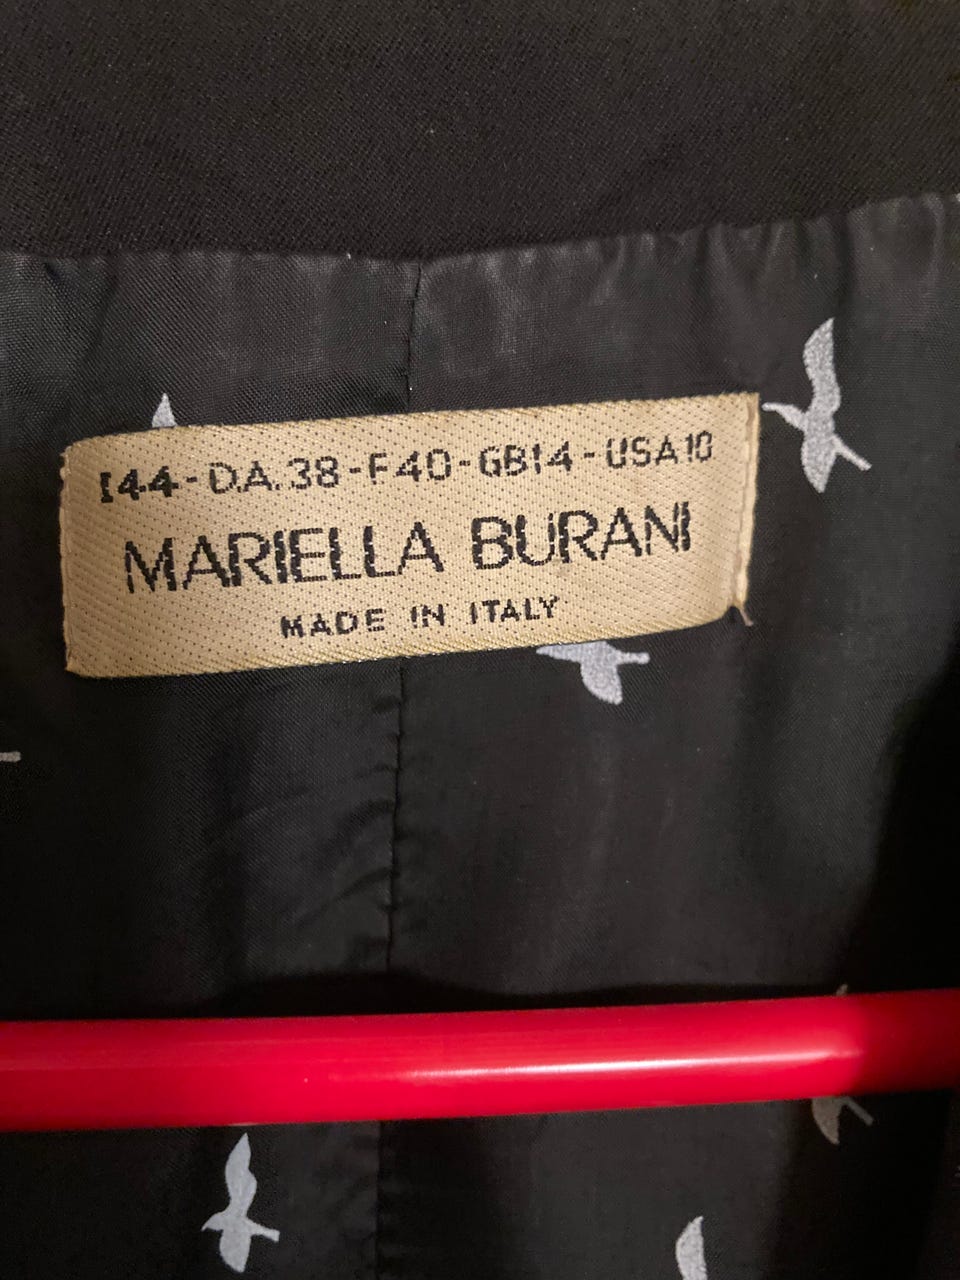 I44-D.A.38-F40-GB14-USA10
MARIELLA BURANI
MADE IN ITALY